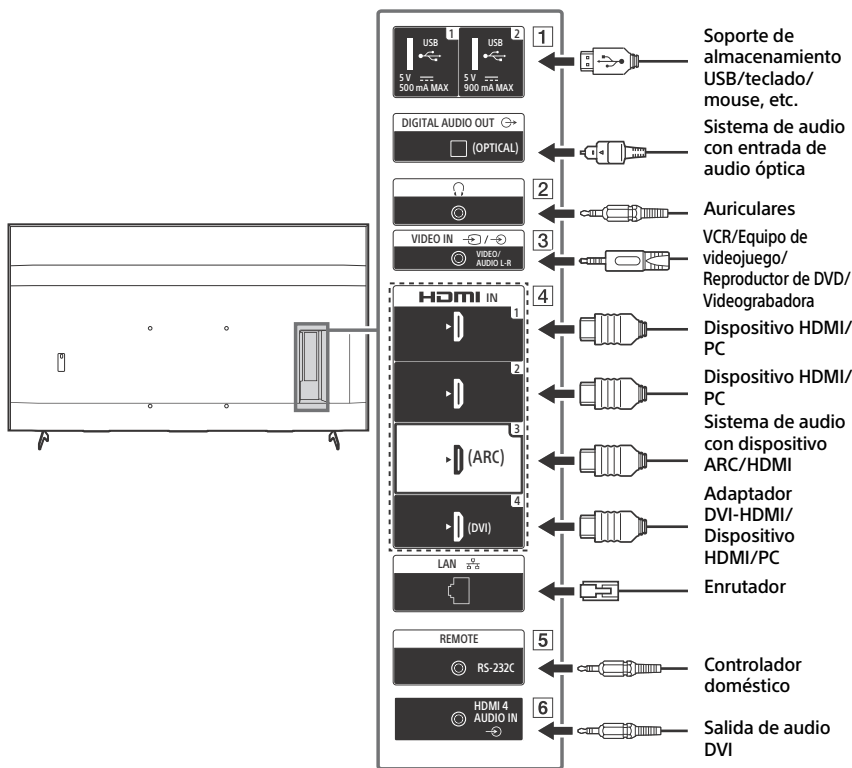 1
2
USB
USB
5 V
500 mA MAX
5 V
900 mA MAX
1
Soporte de
almacenamiento
USB/teclado/
mouse, etc.
DIGITAL AUDIO OUT
(OPTICAL)
Sistema de audio
con entrada de
audio óptica
2
Auriculares
VIDEO IN /
VIDEO/
AUDIO L-R
3
VCR/Equipo de
videojuego/
Reproductor de DVD/
Videograbadora
HDMI IN
4
1
Dispositivo HDMI/
PC
2
Dispositivo HDMI/
PC
3
(ARC)
Sistema de audio
con dispositivo
ARC/HDMI
4
(DVI)
Adaptador
DVI-HDMI/
Dispositivo
HDMI/PC
LAN
Enrutador
REMOTE
5
RS-232C
Controlador
doméstico
HDMI 4
AUDIO IN
6
Salida de audio
DVI